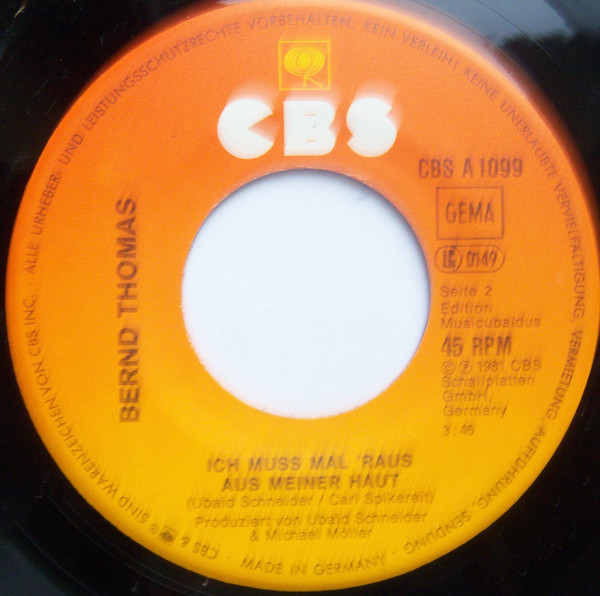 CBS
CBS A 1099
GEMA
LC 0149
Seite 2
Edition
Musicubaldus
45 RPM
Ⓒ Ⓟ 1981 CBS
Schallplatten
GmbH,
Germany
3:46
BERND THOMAS
ICH MUSS MAL 'RAUS
AUS MEINER HAUT
(Ubald Schneider / Carl Spikereit)
Produziert von Ubald Schneider
& Michael Möller
MADE IN GERMANY ·
CBS & ® SIND WARENZEICHEN VON CBS INC. · ALLE URHEBER- UND LEISTUNGSSCHUTZRECHTE VORBEHALTEN. KEIN VERLEIH! KEINE UNERLAUBTE VERVIELFÄLTIGUNG, VERMIETUNG, AUFFÜHRUNG, SENDUNG